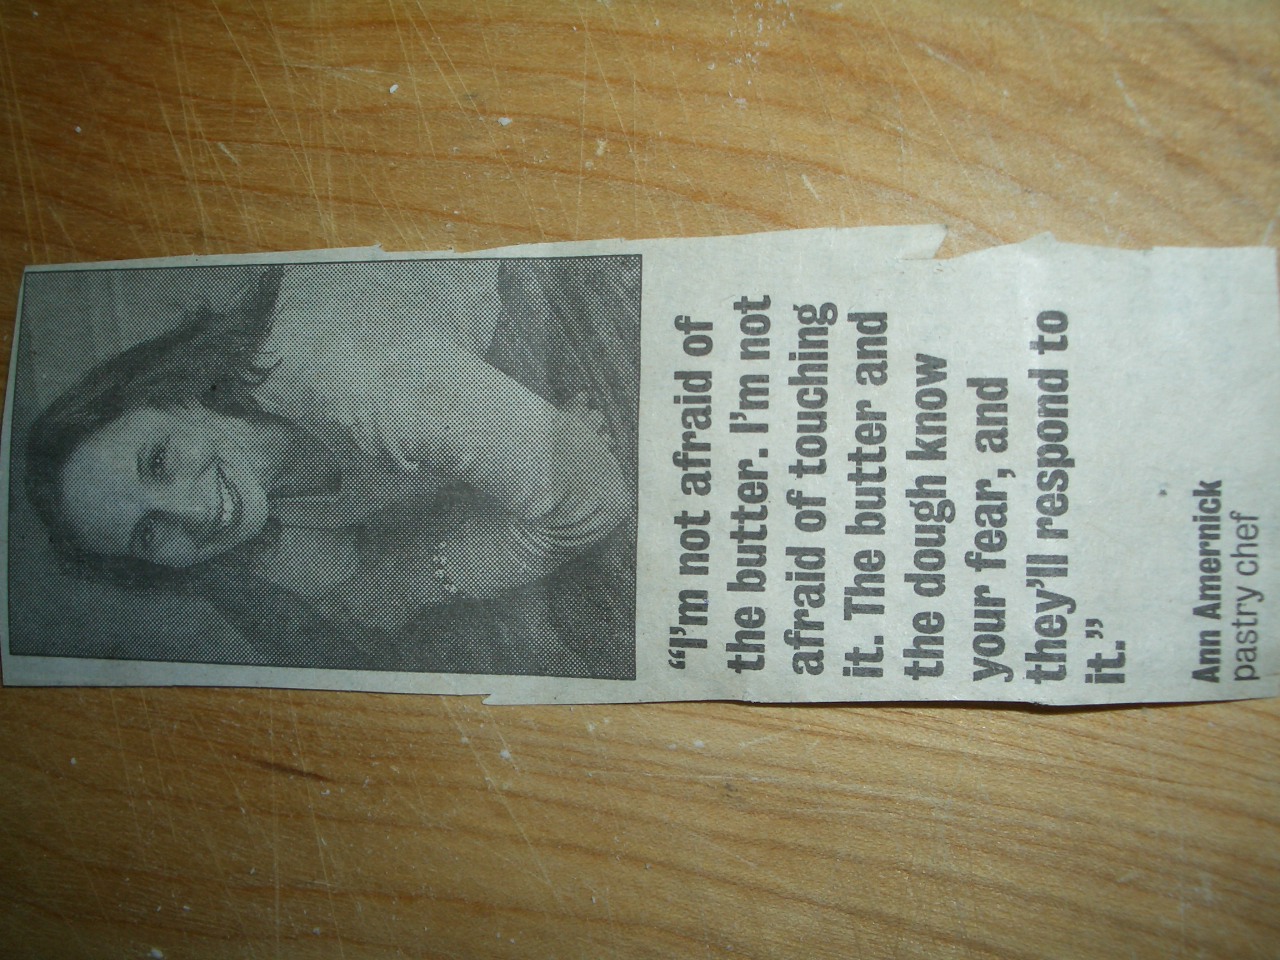 “I’m not afraid of
the butter. I’m not
afraid of touching
it. The butter and
the dough know
your fear, and
they’ll respond to
it.”
Ann Amernick
pastry chef